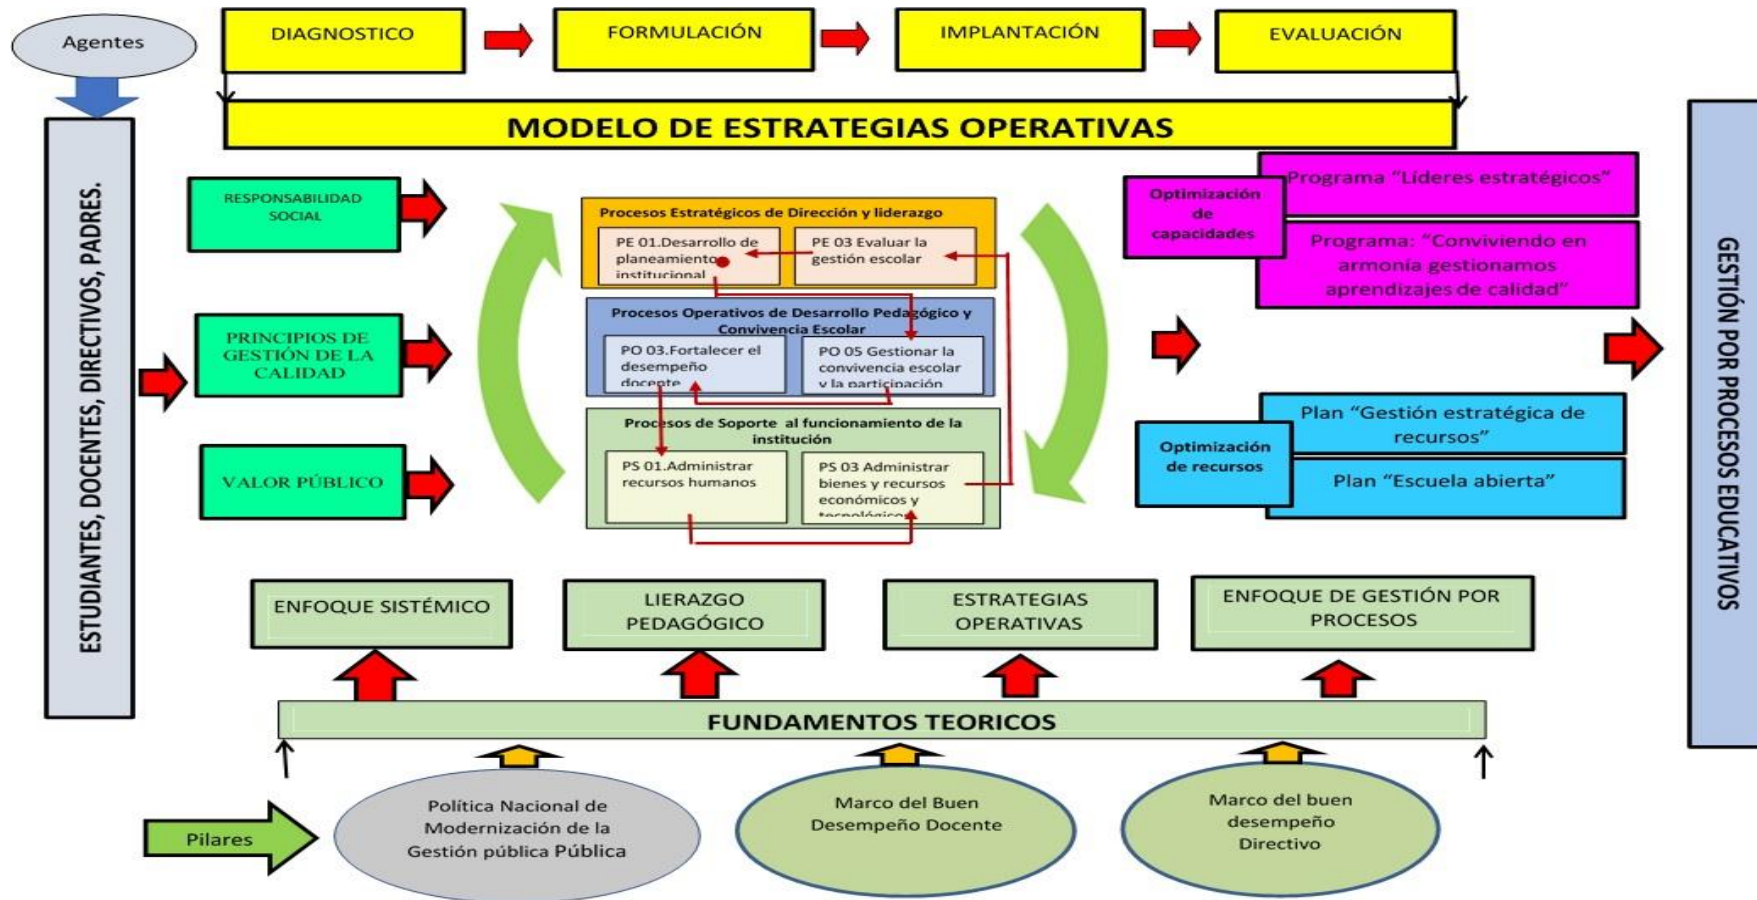 Agentes
DIAGNOSTICO
FORMULACIÓN
IMPLANTACIÓN
EVALUACIÓN
MODELO DE ESTRATEGIAS OPERATIVAS
ESTUDIANTES, DOCENTES, DIRECTIVOS, PADRES.
RESPONSABILIDAD
SOCIAL
PRINCIPIOS DE
GESTIÓN DE LA
CALIDAD
VALOR PÚBLICO
Procesos Estratégicos de Dirección y liderazgo
PE 01.Desarrollo de
planeamiento
institucional
PE 03 Evaluar la
gestión escolar
Procesos Operativos de Desarrollo Pedagógico y
Convivencia Escolar
PO 03.Fortalecer el
desempeño
docente
PO 05 Gestionar la
convivencia escolar
y la participación
Procesos de Soporte al funcionamiento de la
institución
PS 01.Administrar
recursos humanos
PS 03 Administrar
bienes y recursos
económicos y
tecnológicos
Optimización
de
capacidades
Programa “Líderes estratégicos”
Programa: “Conviviendo en
armonía gestionamos
aprendizajes de calidad”
Optimización
de recursos
Plan “Gestión estratégica de
recursos”
Plan “Escuela abierta”
GESTIÓN POR PROCESOS EDUCATIVOS
ENFOQUE SISTÉMICO
LIERAZGO
PEDAGÓGICO
ESTRATEGIAS
OPERATIVAS
ENFOQUE DE GESTIÓN POR
PROCESOS
FUNDAMENTOS TEORICOS
Pilares
Política Nacional de
Modernización de la
Gestión pública Pública
Marco del Buen
Desempeño Docente
Marco del buen
desempeño
Directivo